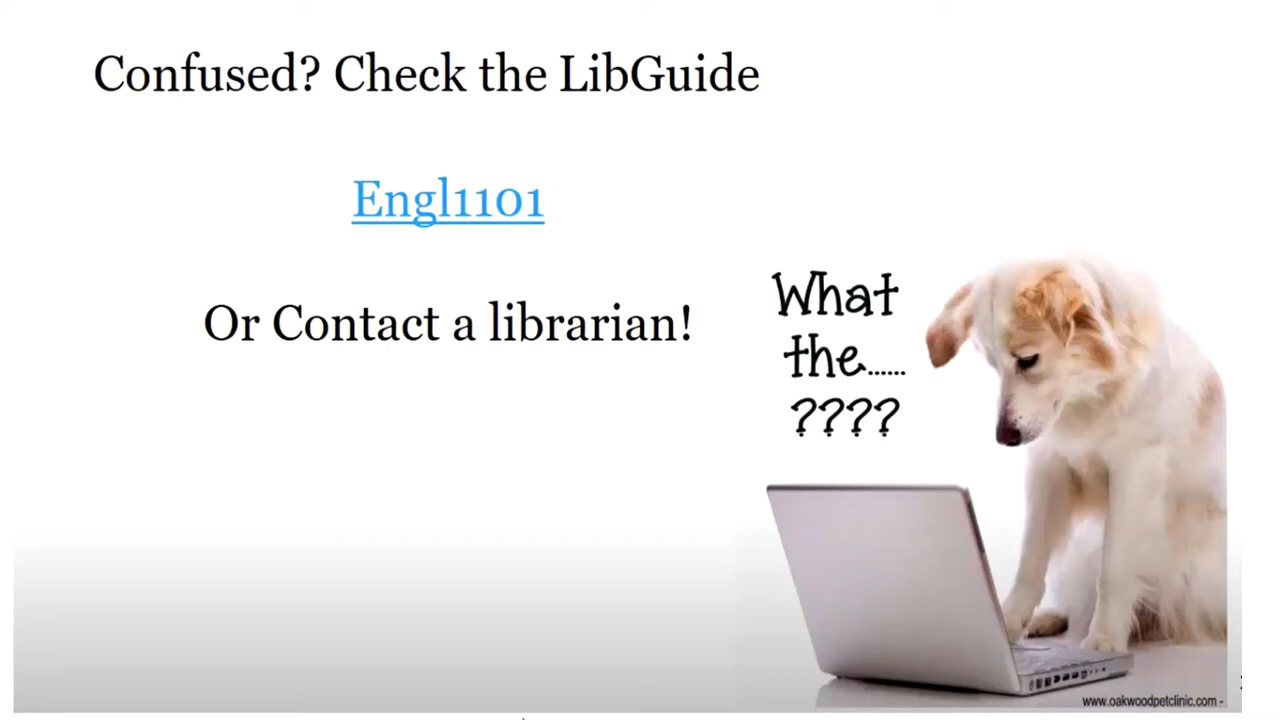 Confused? Check the LibGuide
Engl1101
Or Contact a librarian!
What
the......
????
www.oakwoodpetclinic.com -